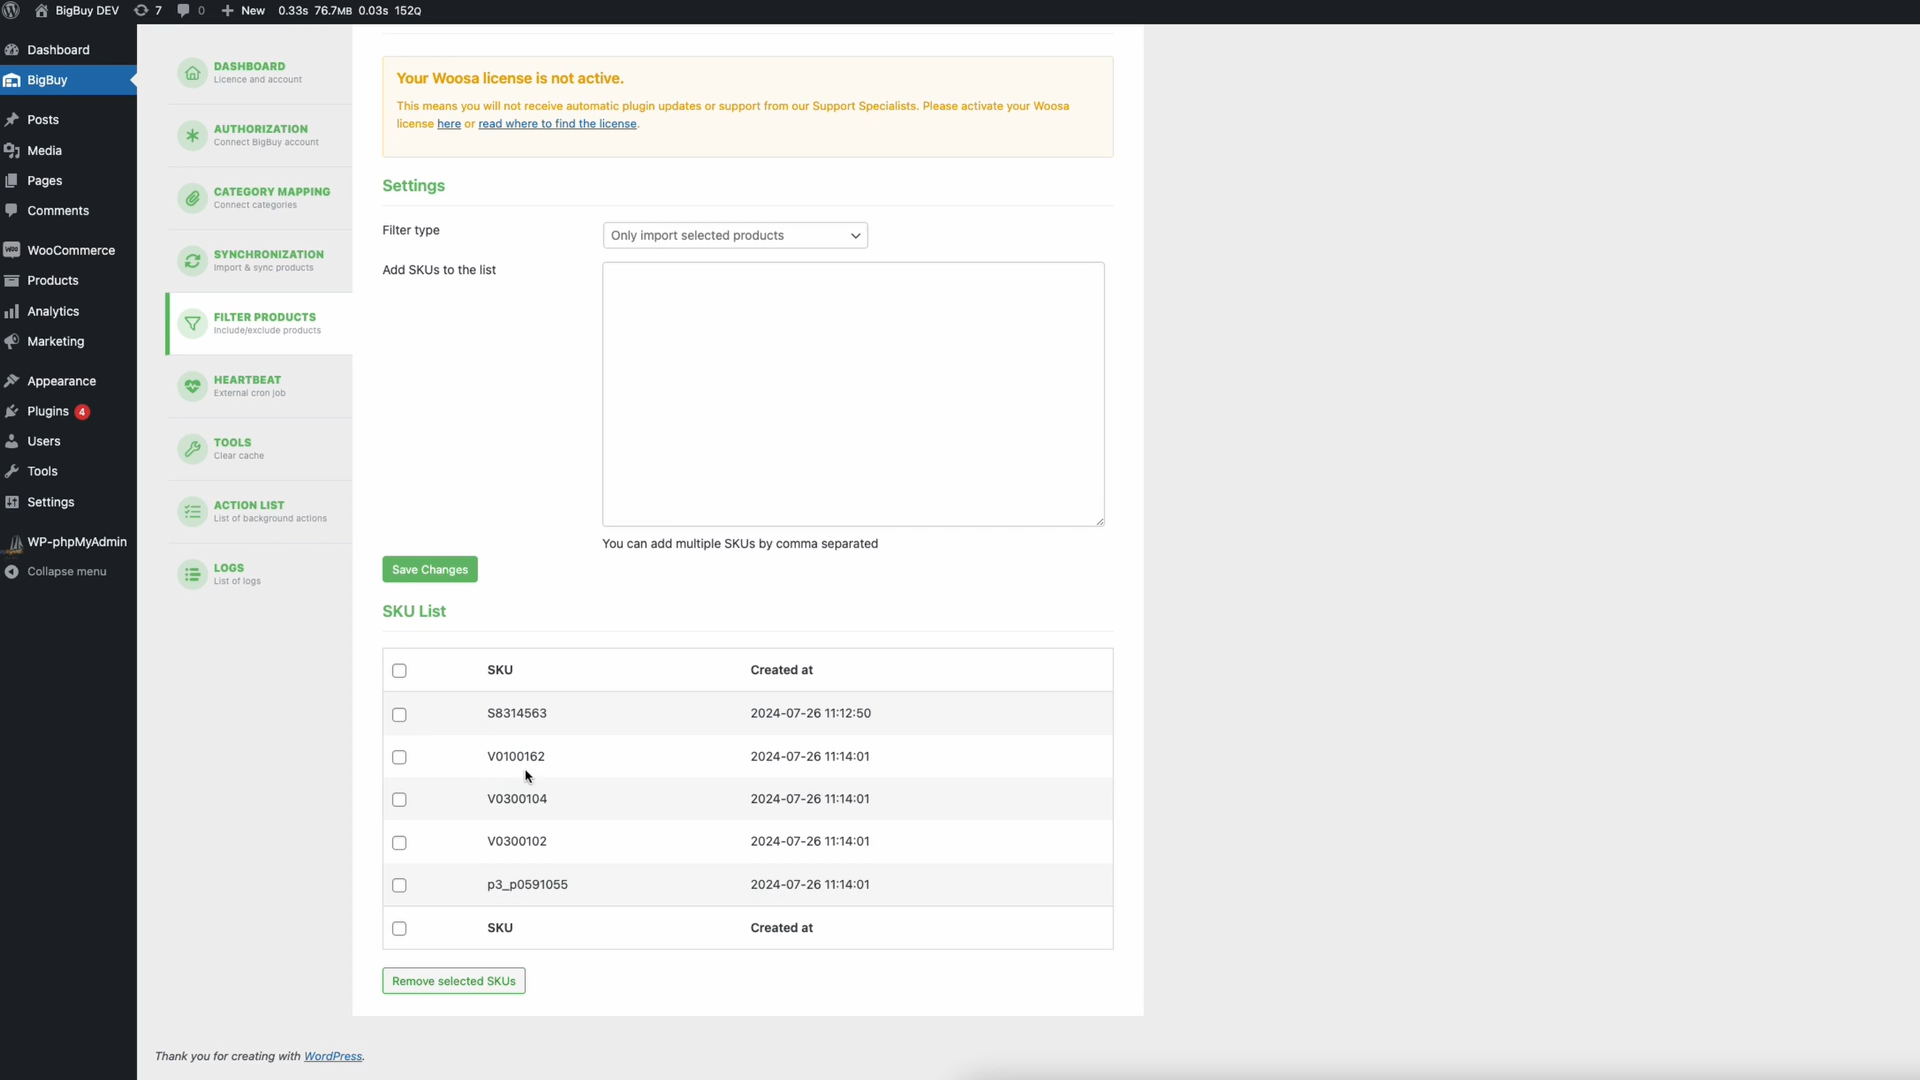 BigBuy DEV 7 0 New 0.33s 76.7MB 0.03s 152Q
Dashboard
BigBuy
Posts
Media
Pages
Comments
WooCommerce
Products
Analytics
Marketing
Appearance
Plugins 4
Users
Tools
Settings
WP-phpMyAdmin
Collapse menu
DASHBOARD
Licence and account
AUTHORIZATION
Connect BigBuy account
CATEGORY MAPPING
Connect categories
SYNCHRONIZATION
Import & sync products
FILTER PRODUCTS
Include/exclude products
HEARTBEAT
External cron job
TOOLS
Clear cache
ACTION LIST
List of background actions
LOGS
List of logs
Your Woosa license is not active.
This means you will not receive automatic plugin updates or support from our Support Specialists. Please activate your Woosa
license here or read where to find the license.
Settings
Filter type Only import selected products
Add SKUs to the list
You can add multiple SKUs by comma separated
Save Changes
SKU List
SKU Created at
S8314563 2024-07-26 11:12:50
V0100162 2024-07-26 11:14:01
V0300104 2024-07-26 11:14:01
V0300102 2024-07-26 11:14:01
p3_p0591055 2024-07-26 11:14:01
SKU Created at
Remove selected SKUs
Thank you for creating with WordPress.